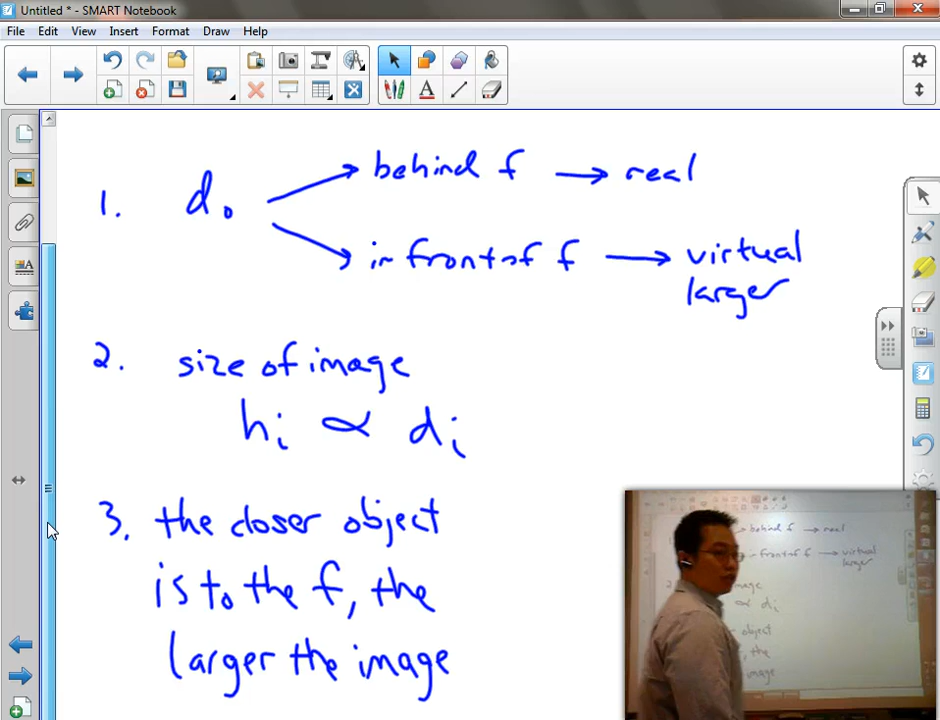 Untitled * - SMART Notebook
File Edit View Insert Format Draw Help
behind f → real
1. do
in front of f → virtual
larger
2. size of image
hi ∝ di
3. the closer object
is to the f, the
larger the image